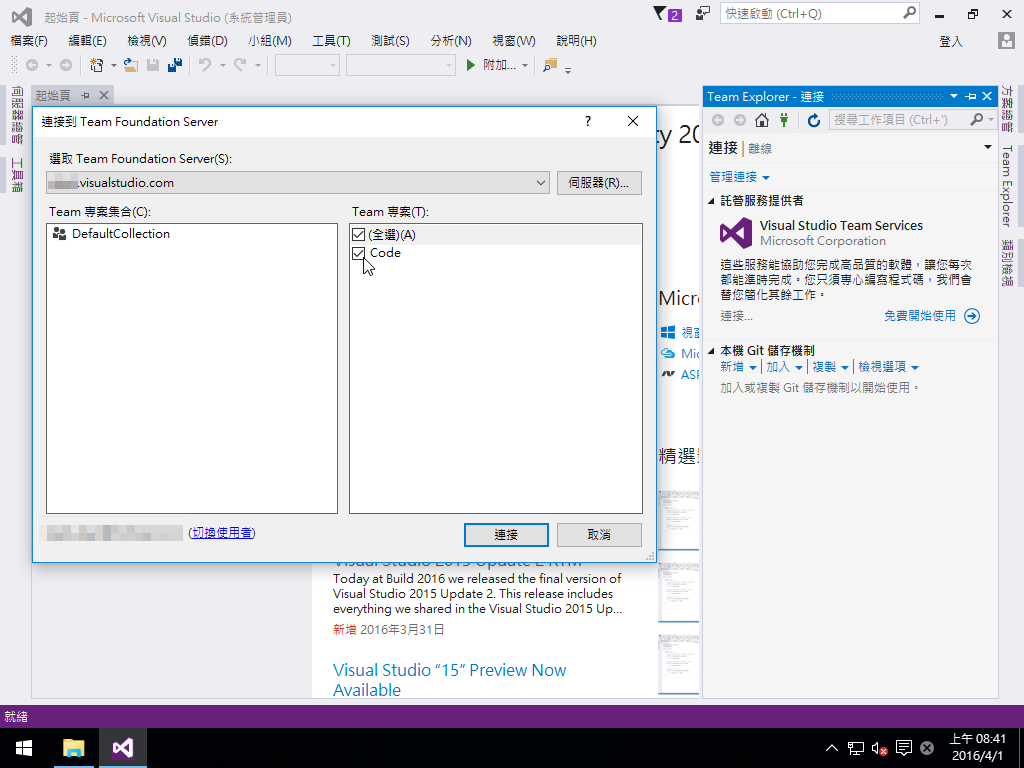 起始頁 - Microsoft Visual Studio (系統管理員)
2
快速啟動 (Ctrl+Q)
檔案(F) 編輯(E) 檢視(V) 偵錯(D) 小組(M) 工具(T) 測試(S) 分析(N) 視窗(W) 說明(H)
登入
附加...
伺服器總管
工具箱
起始頁
連接到 Team Foundation Server
?
選取 Team Foundation Server(S):
.visualstudio.com
伺服器(R)...
Team 專案集合(C):
DefaultCollection
Team 專案(T):
(全選)(A)
Code
(切換使用者)
連接
取消
ty 20
Micr
視窗
Mic
ASP
精選
Visual Studio 2015 Update 2 RTM
Today at Build 2016 we released the final version of
Visual Studio 2015 Update 2. This release includes
everything we shared in the Visual Studio 2015 Up...
新增 2016年3月31日
Visual Studio “15” Preview Now
Available
Team Explorer - 連接
搜尋工作項目 (Ctrl+')
連接 | 離線
管理連接
託管服務提供者
Visual Studio Team Services
Microsoft Corporation
這些服務能協助您完成高品質的軟體，讓您每次
都能準時完成。您只須專心編寫程式碼，我們會
替您簡化其餘工作。
連接...
免費開始使用
本機 Git 儲存機制
新增 | 加入 | 複製 | 檢視選項
加入或複製 Git 儲存機制以開始使用。
方案總管
Team Explorer
類別檢視
就緒
上午 08:41
2016/4/1